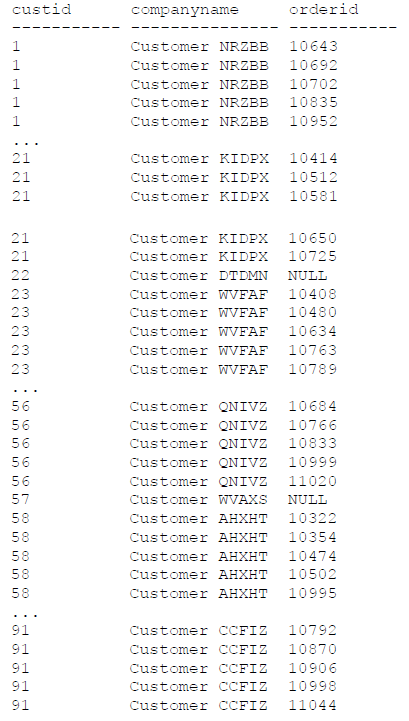 custid      companyname     orderid
----------- --------------- -----------
1           Customer NRZBB  10643
1           Customer NRZBB  10692
1           Customer NRZBB  10702
1           Customer NRZBB  10835
1           Customer NRZBB  10952
...
21          Customer KIDPX  10414
21          Customer KIDPX  10512
21          Customer KIDPX  10581
21          Customer KIDPX  10650
21          Customer KIDPX  10725
22          Customer DTDMN  NULL
23          Customer WVFAF  10408
23          Customer WVFAF  10480
23          Customer WVFAF  10634
23          Customer WVFAF  10763
23          Customer WVFAF  10789
...
56          Customer QNIVZ  10684
56          Customer QNIVZ  10766
56          Customer QNIVZ  10833
56          Customer QNIVZ  10999
56          Customer QNIVZ  11020
57          Customer WVAXS  NULL
58          Customer AHXHT  10322
58          Customer AHXHT  10354
58          Customer AHXHT  10474
58          Customer AHXHT  10502
58          Customer AHXHT  10995
...
91          Customer CCFIZ  10792
91          Customer CCFIZ  10870
91          Customer CCFIZ  10906
91          Customer CCFIZ  10998
91          Customer CCFIZ  11044